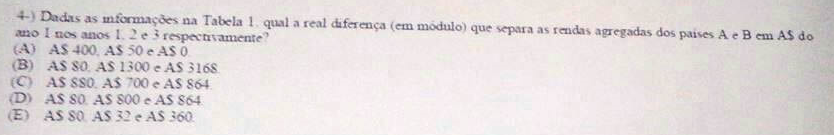 4-) Dadas as informações na Tabela 1. qual a real diferença (em módulo) que separa as rendas agregadas dos países A e B em A$ do
ano 1 nos anos 1, 2 e 3 respectivamente?
(A) A$ 400, A$ 50 e A$ 0
(B) A$ 80, A$ 1300 e A$ 3168
(C) A$ 880, A$ 700 e A$ 864
(D) A$ 80, A$ 800 e A$ 864
(E) A$ 80, A$ 32 e A$ 360.